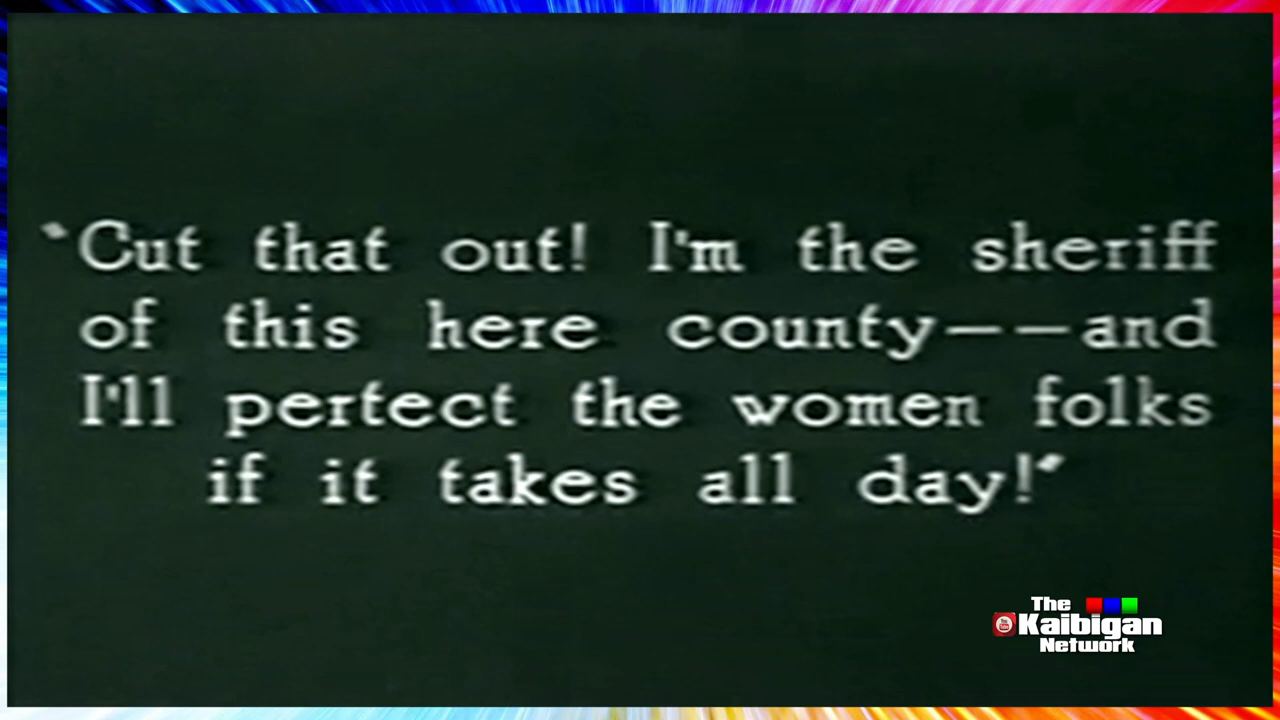 "Cut that out! I'm the sheriff
of this here county--and
I'll pertect the women folks
if it takes all day!"
The
Kaibigan
Network